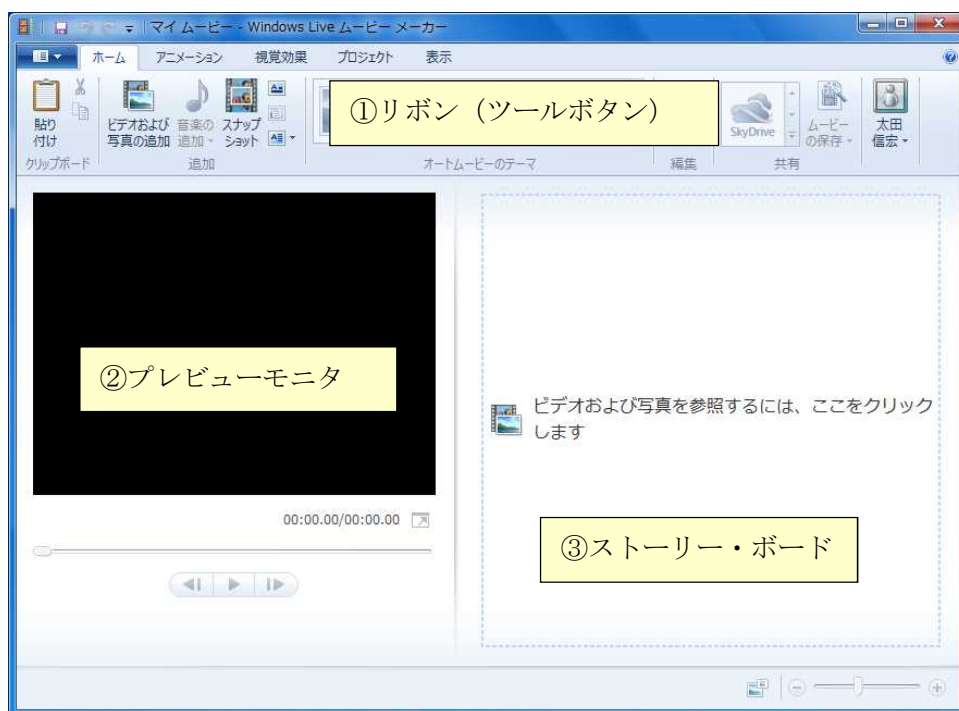 マイ ムービー - Windows Live ムービー メーカー
ホーム アニメーション 視覚効果 プロジェクト 表示
貼り付け
ビデオおよび写真の追加
音楽の追加
スナップショット
①リボン（ツールボタン）
SkyDrive
ムービーの保存
太田信宏
クリップボード 追加 オートムービーのテーマ 編集 共有
②プレビューモニタ
00:00.00/00:00.00
ビデオおよび写真を参照するには、ここをクリック
します
③ストーリー・ボード